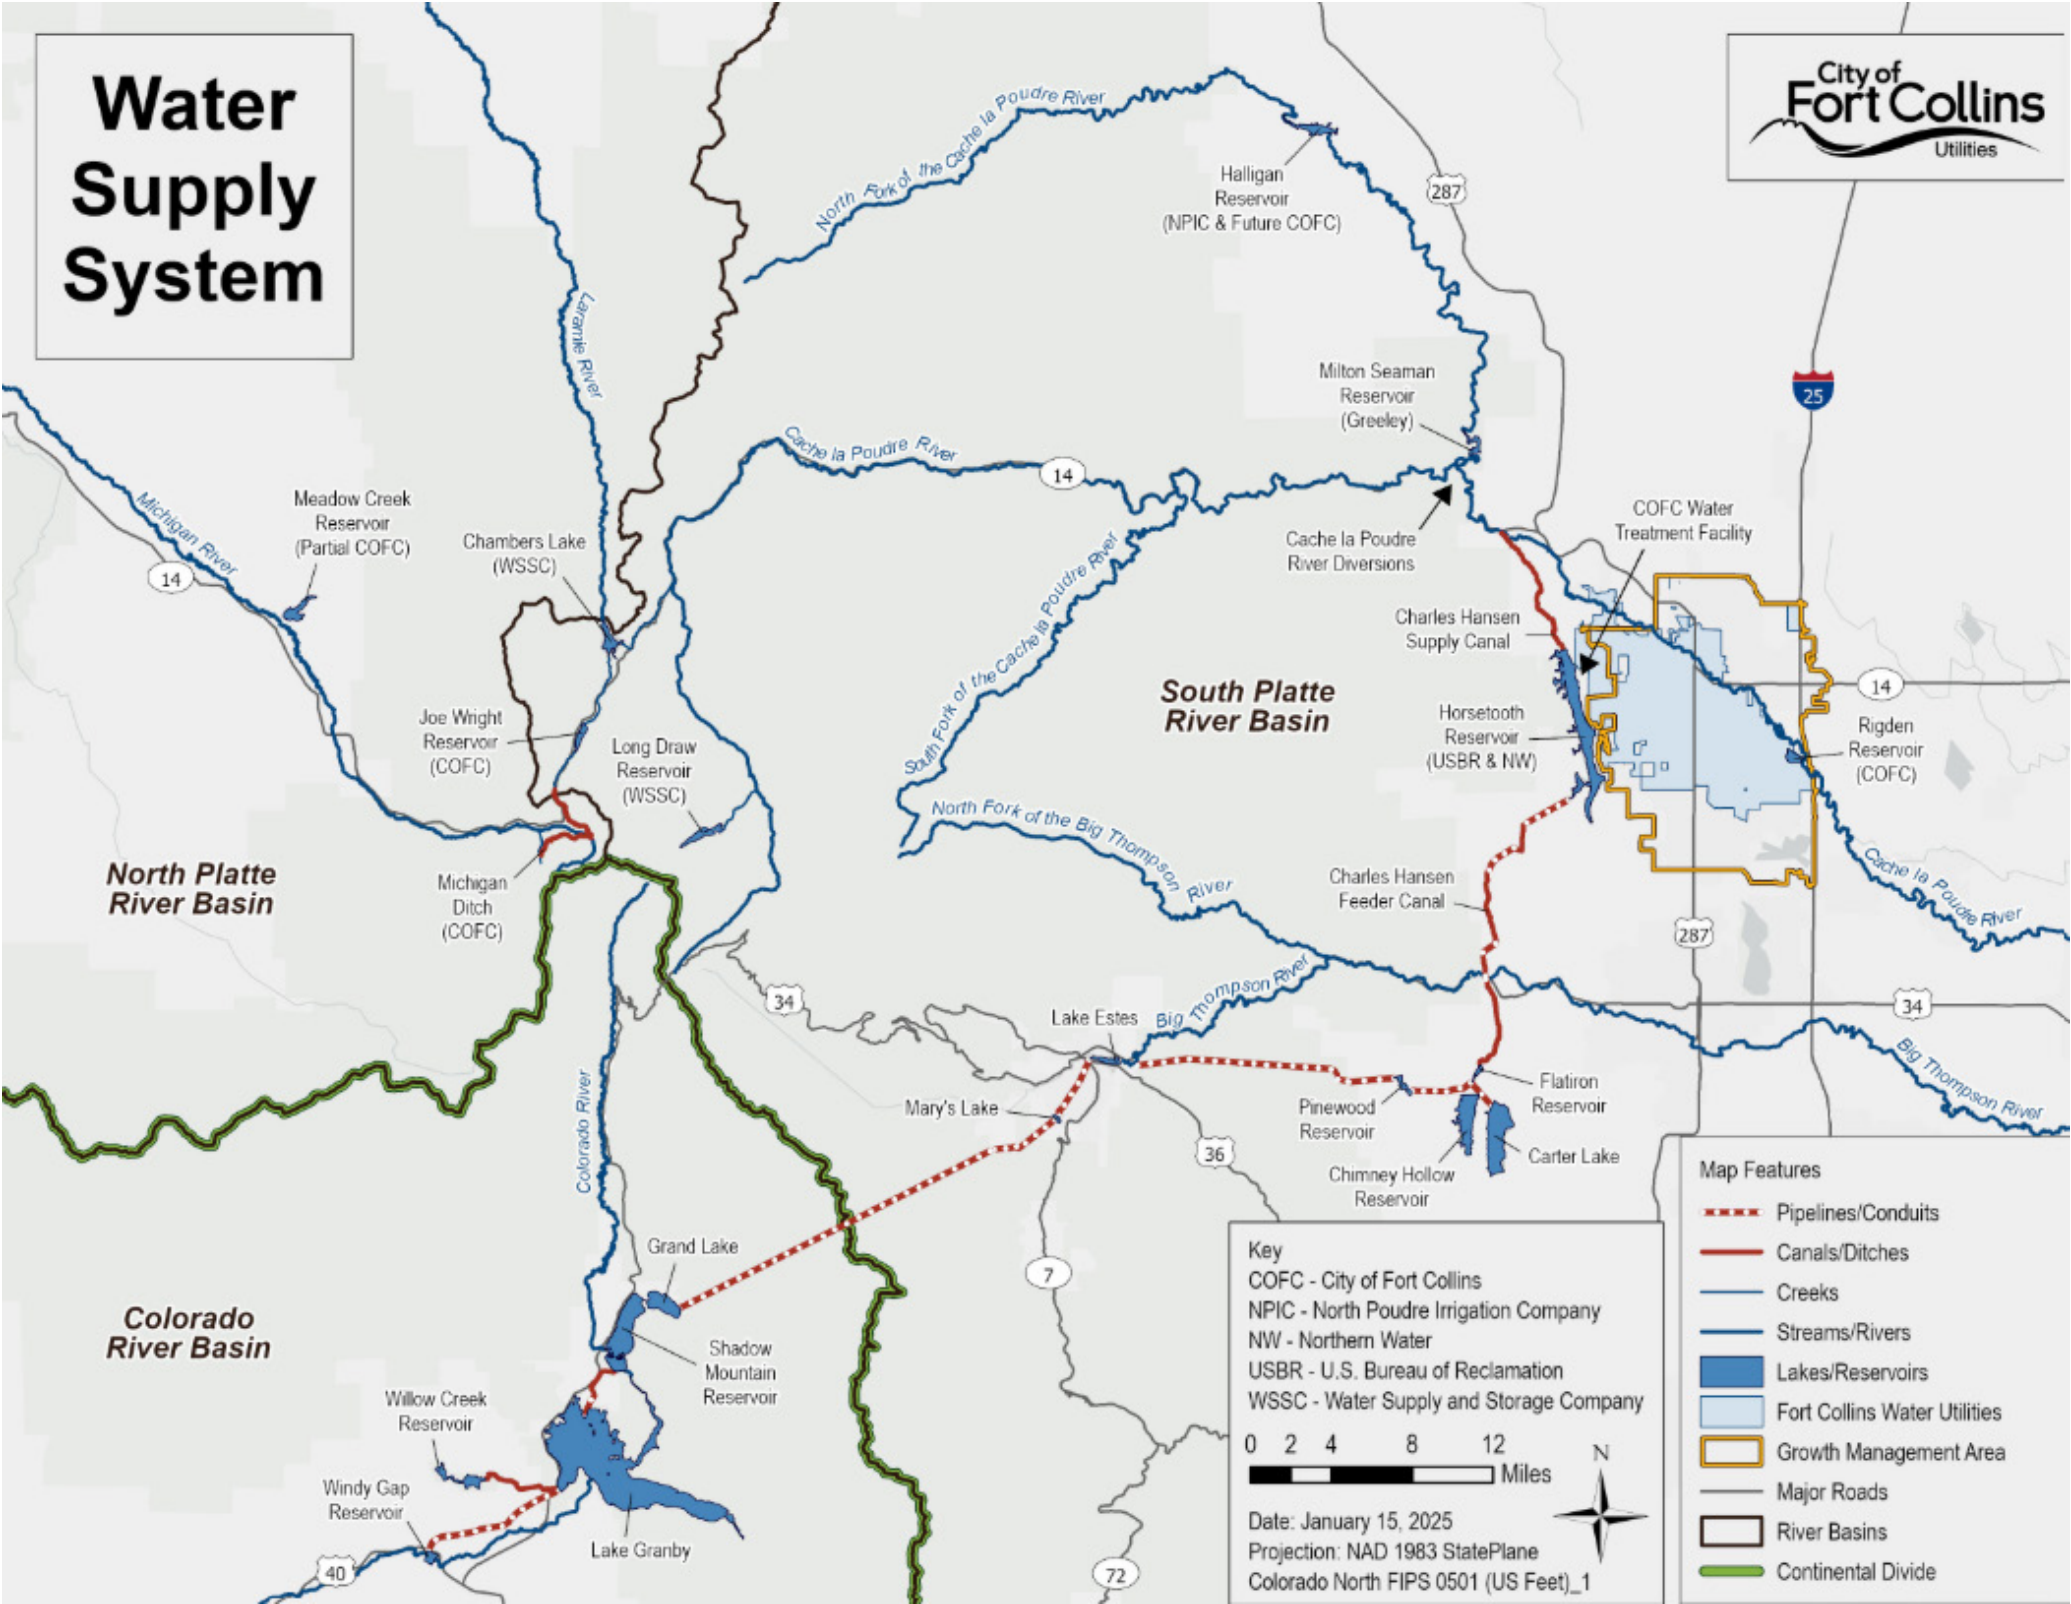 Water
Supply
System
City of
Fort Collins
Utilities
North Fork of the Cache la Poudre River
Halligan
Reservoir
(NPIC & Future COFC)
287
Laramie River
Milton Seaman
Reservoir
(Greeley)
25
Cache la Poudre River
14
Michigan River
14
Meadow Creek
Reservoir
(Partial COFC)
Chambers Lake
(WSSC)
Cache la Poudre
River Diversions
COFC Water
Treatment Facility
South Fork of the Cache la Poudre River
Charles Hansen
Supply Canal
South Platte
River Basin
14
Joe Wright
Reservoir
(COFC)
Long Draw
Reservoir
(WSSC)
Horsetooth
Reservoir
(USBR & NW)
Rigden
Reservoir
(COFC)
North Fork of the Big Thompson River
North Platte
River Basin
Michigan
Ditch
(COFC)
Charles Hansen
Feeder Canal
Cache la Poudre River
287
34
Lake Estes
Big Thompson River
34
Big Thompson River
Colorado River
Mary's Lake
Pinewood
Reservoir
Flatiron
Reservoir
36
Chimney Hollow
Reservoir
Carter Lake
Grand Lake
7
Colorado
River Basin
Shadow
Mountain
Reservoir
Willow Creek
Reservoir
Windy Gap
Reservoir
Lake Granby
40
72
Key
COFC - City of Fort Collins
NPIC - North Poudre Irrigation Company
NW - Northern Water
USBR - U.S. Bureau of Reclamation
WSSC - Water Supply and Storage Company
0 2 4 8 12
Miles
N
Date: January 15, 2025
Projection: NAD 1983 StatePlane
Colorado North FIPS 0501 (US Feet)_1
Map Features
Pipelines/Conduits
Canals/Ditches
Creeks
Streams/Rivers
Lakes/Reservoirs
Fort Collins Water Utilities
Growth Management Area
Major Roads
River Basins
Continental Divide